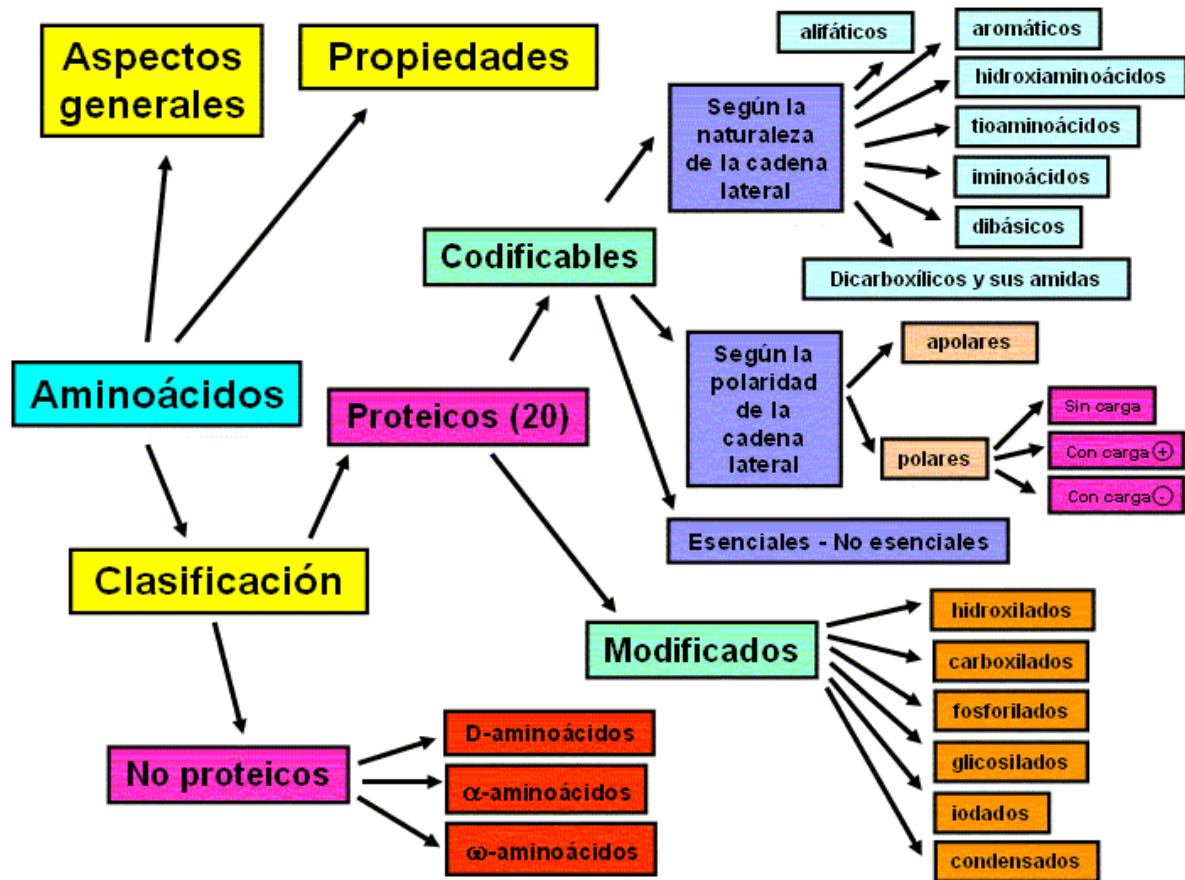 Aspectos
generales
Propiedades
alifáticos
aromáticos
hidroxiaminoácidos
tioaminoácidos
iminoácidos
dibásicos
Dicarboxílicos y sus amidas
Según la
naturaleza
de la cadena
lateral
Codificables
Según la
polaridad
de la
cadena
lateral
apolares
polares
Sin carga
Con carga +
Con carga -
Aminoácidos
Proteicos (20)
Esenciales - No esenciales
Clasificación
Modificados
hidroxilados
carboxilados
fosforilados
glicosilados
iodados
condensados
No proteicos
D-aminoácidos
α-aminoácidos
ω-aminoácidos